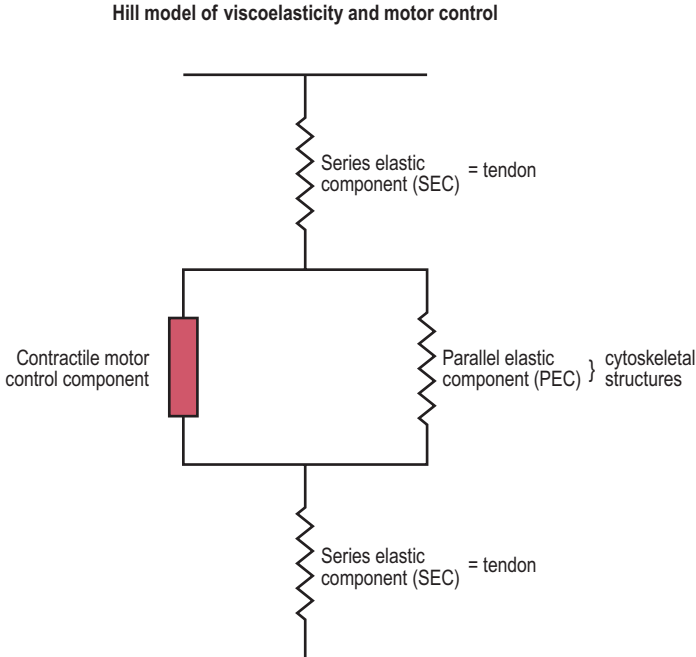 Hill model of viscoelasticity and motor control
Series elastic
component (SEC) = tendon
Contractile motor
control component
Parallel elastic
component (PEC) } cytoskeletal
structures
Series elastic
component (SEC) = tendon